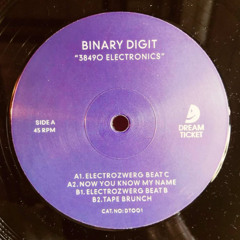 BINARY DIGIT
"38490 ELECTRONICS"
SIDE A
45 RPM
DREAM
TICKET
A1. ELECTROZWERG BEAT C
A2. NOW YOU KNOW MY NAME
B1. ELECTROZWERG BEAT B
B2. TAPE BRUNCH
CAT.NO: DT001